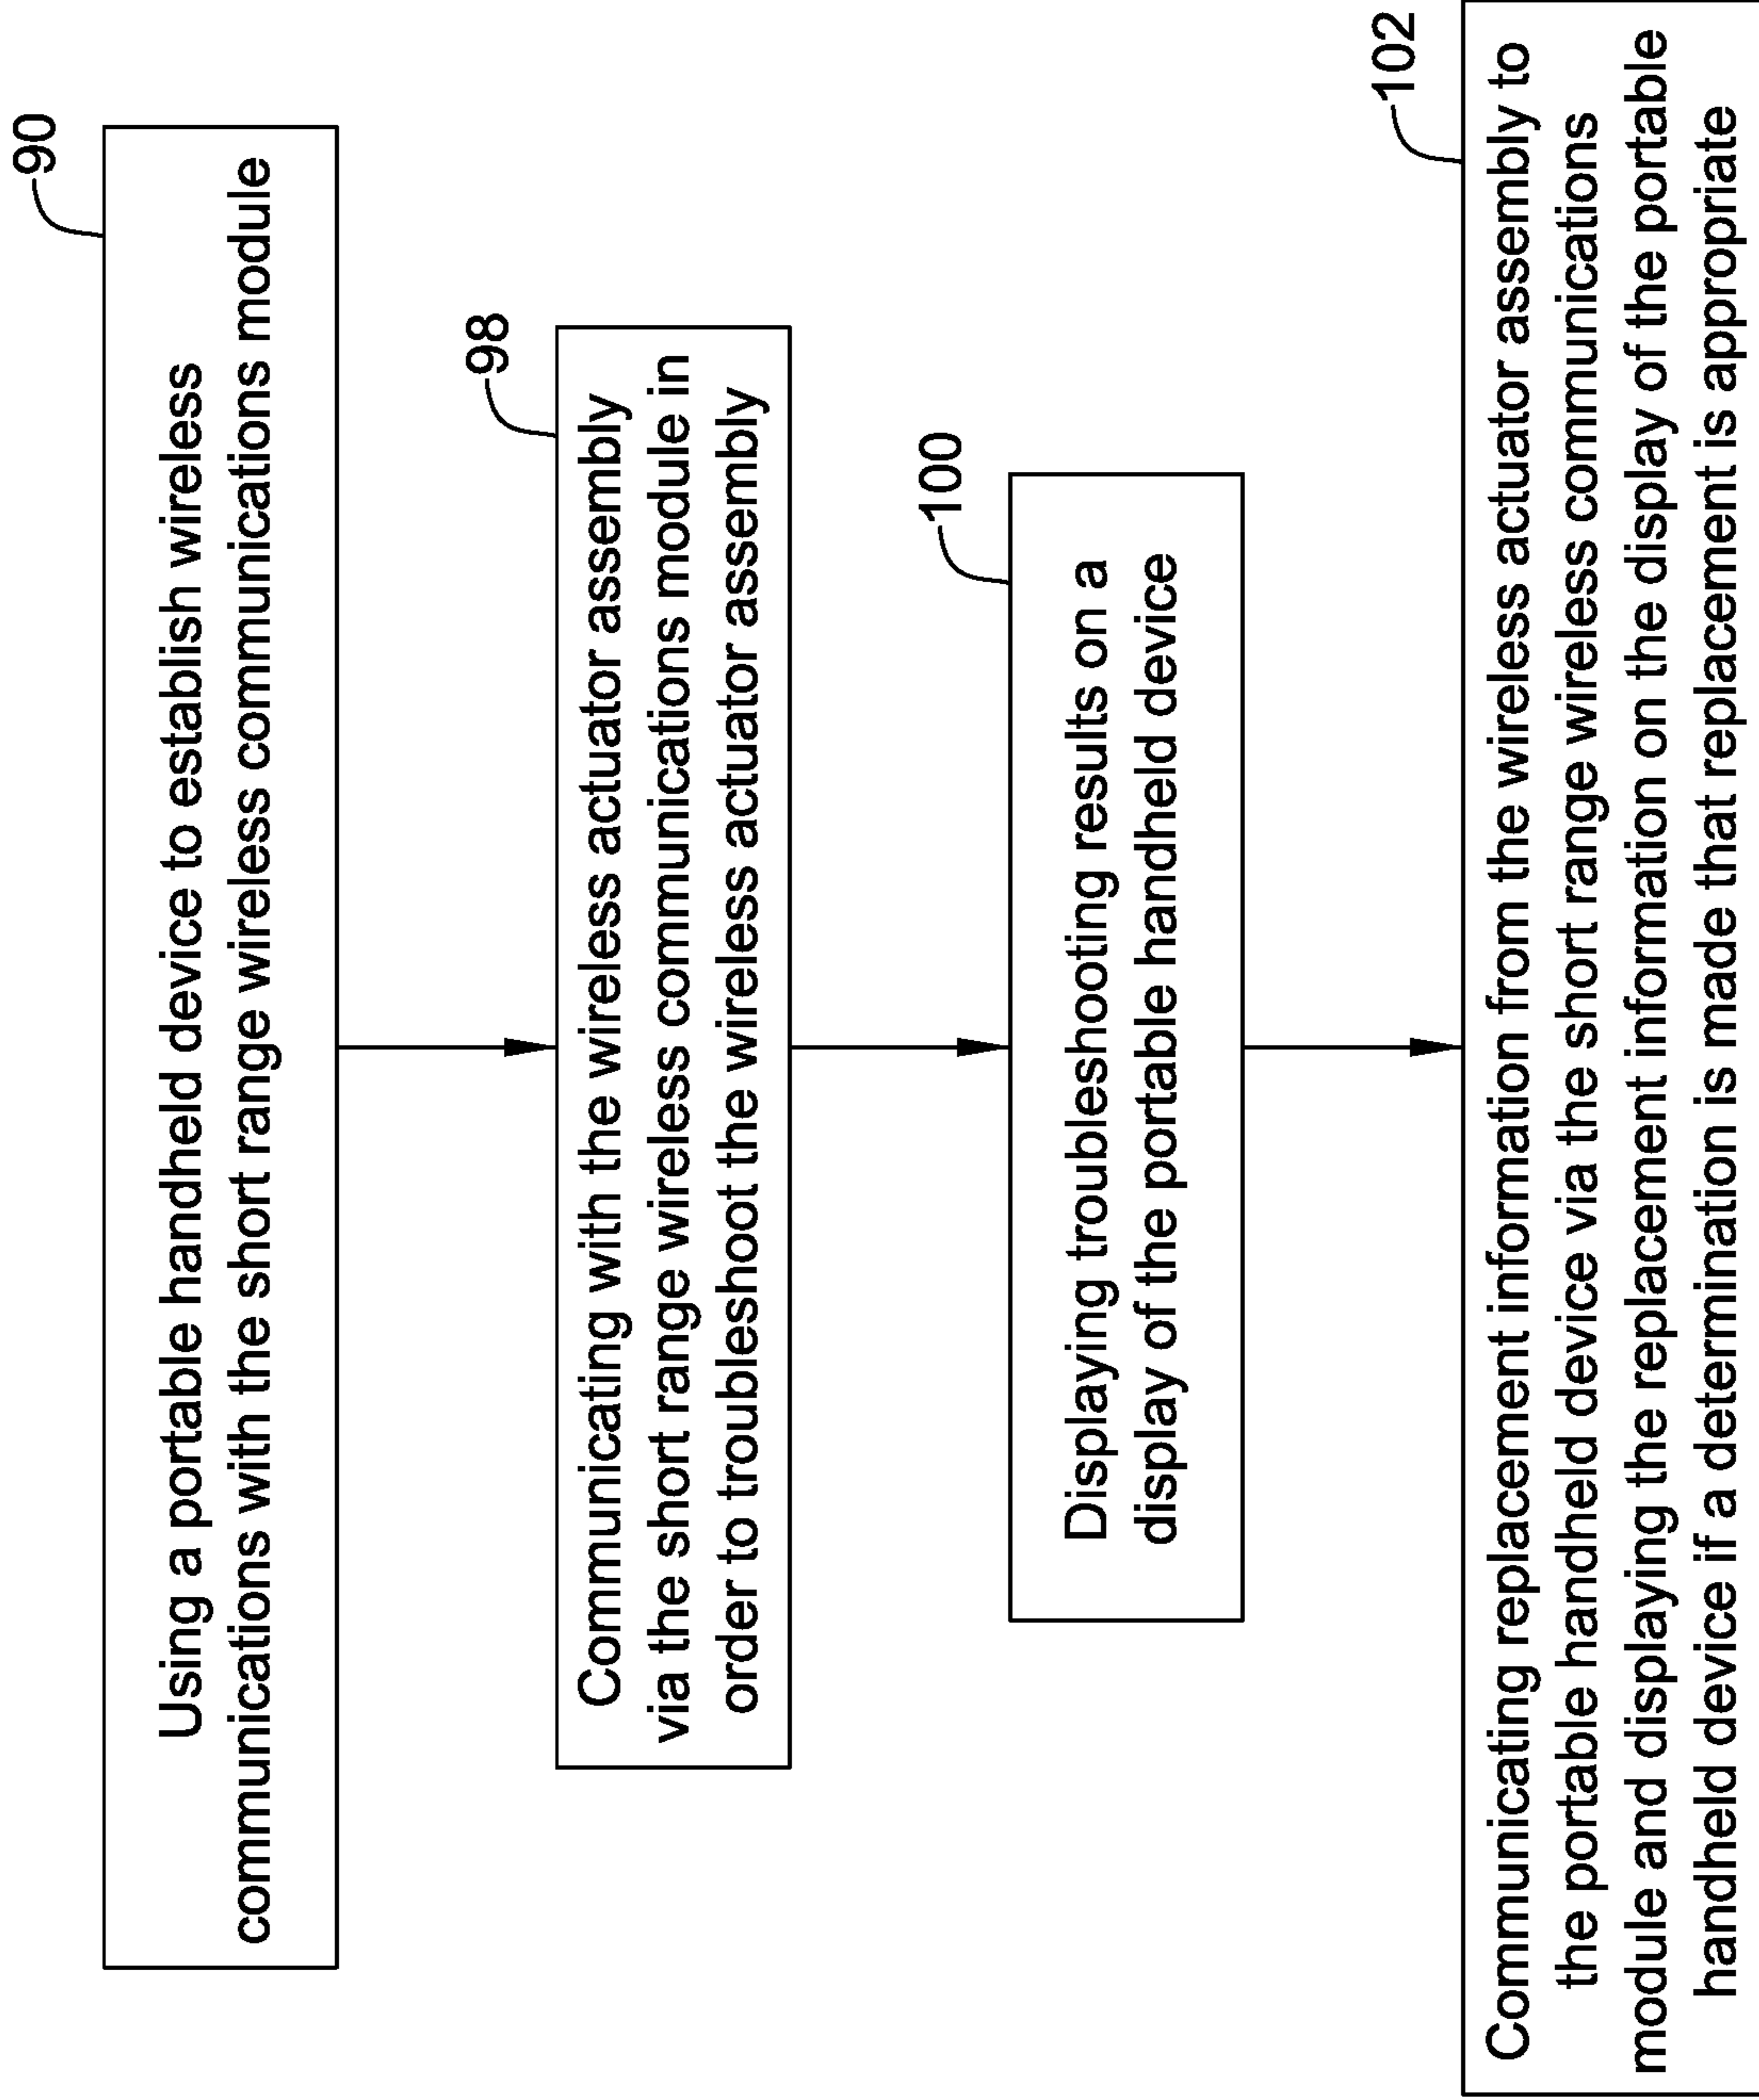 90
Using a portable handheld device to establish wireless
communications with the short range wireless communications module
98
Communicating with the wireless actuator assembly
via the short range wireless communications module in
order to troubleshoot the wireless actuator assembly
100
Displaying troubleshooting results on a
display of the portable handheld device
102
Communicating replacement information from the wireless actuator assembly to
the portable handheld device via the short range wireless communications
module and displaying the replacement information on the display of the portable
handheld device if a determination is made that replacement is appropriate